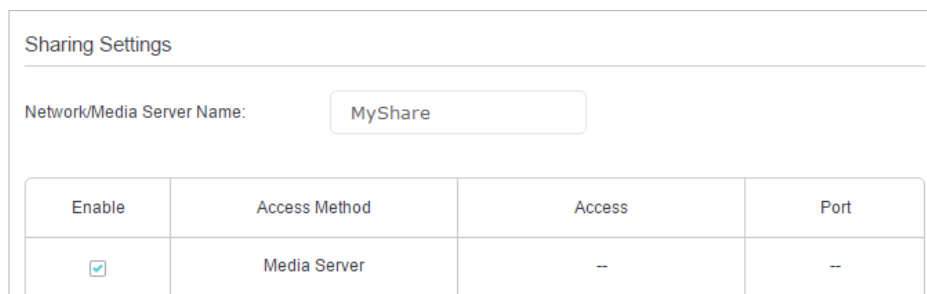 Sharing Settings
Network/Media Server Name: MyShare
Enable Access Method Access Port
Media Server -- --